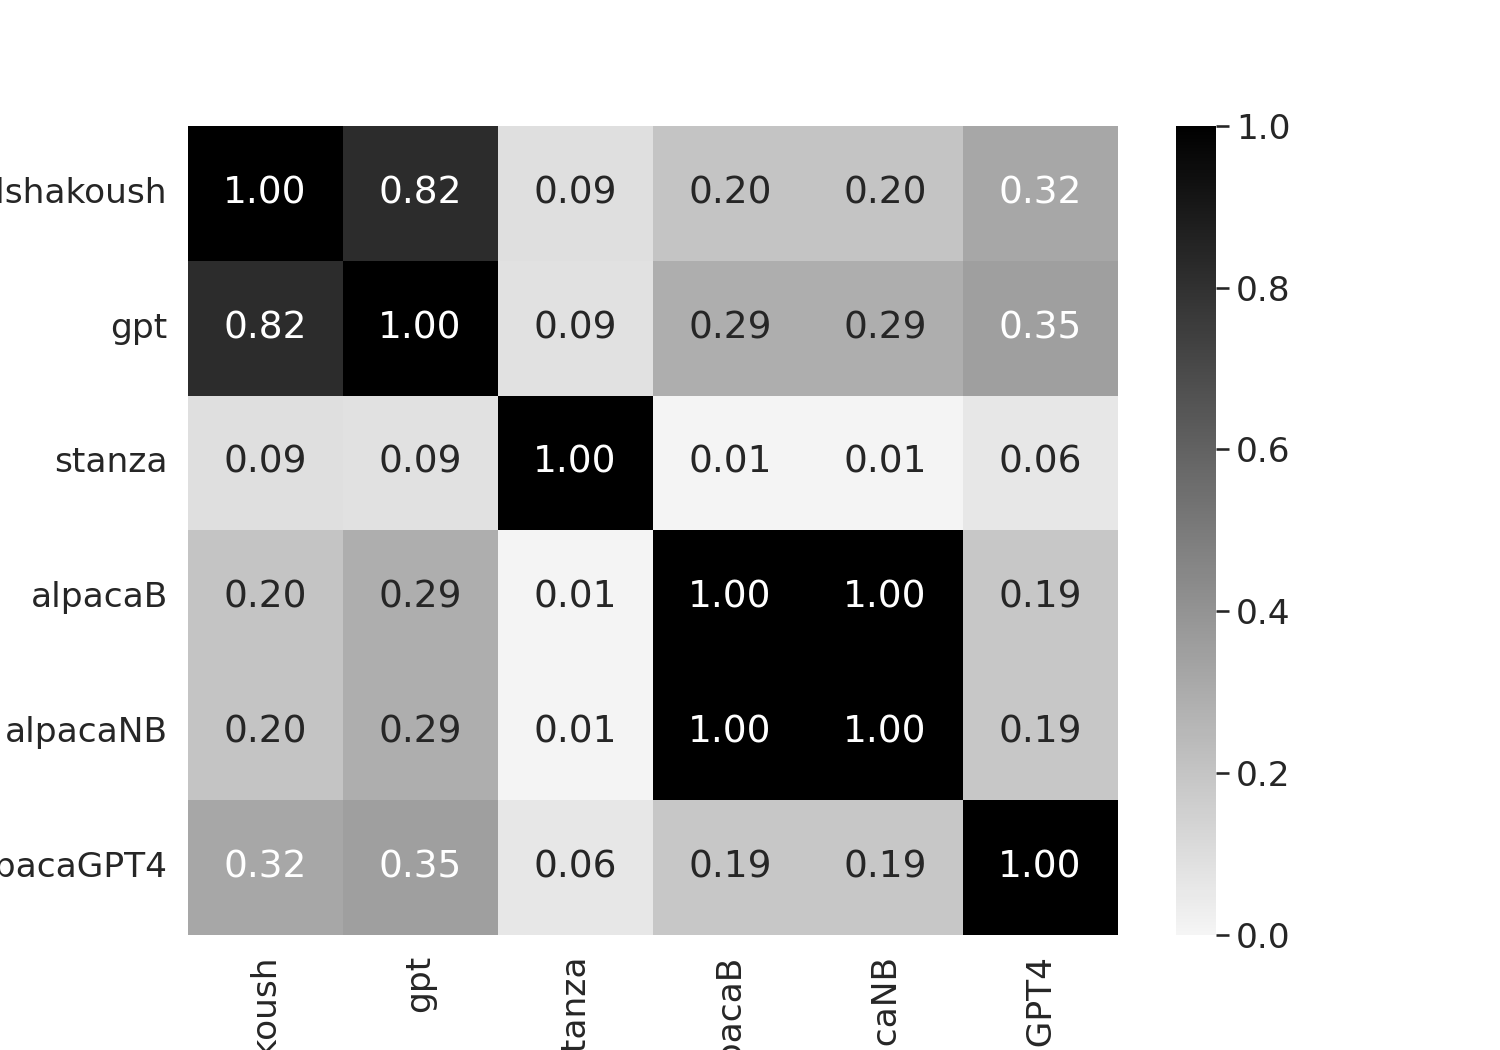 1.0
lshakoush 1.00 0.82 0.09 0.20 0.20 0.32
0.8
gpt 0.82 1.00 0.09 0.29 0.29 0.35
stanza 0.09 0.09 1.00 0.01 0.01 0.06
0.6
alpacaB 0.20 0.29 0.01 1.00 1.00 0.19
0.4
alpacaNB 0.20 0.29 0.01 1.00 1.00 0.19
0.2
pacaGPT4 0.32 0.35 0.06 0.19 0.19 1.00
0.0
koush
gpt
tanza
pacaB
caNB
GPT4